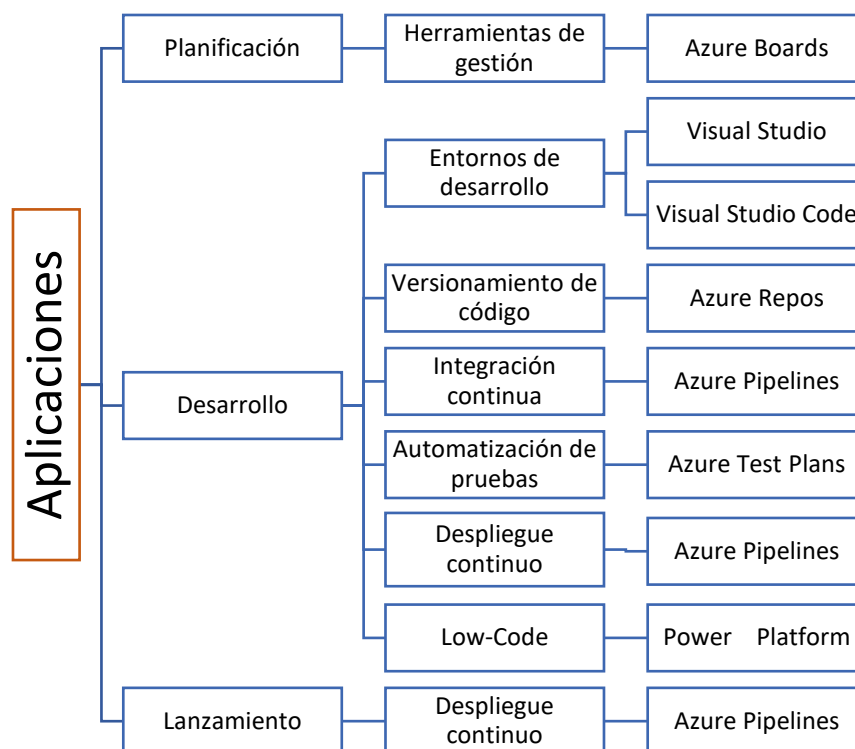 Aplicaciones
Planificación
Herramientas de
gestión
Azure Boards
Desarrollo
Entornos de
desarrollo
Visual Studio
Visual Studio Code
Versionamiento de
código
Azure Repos
Integración
continua
Azure Pipelines
Automatización de
pruebas
Azure Test Plans
Despliegue
continuo
Azure Pipelines
Low-Code
Power Platform
Lanzamiento
Despliegue
continuo
Azure Pipelines